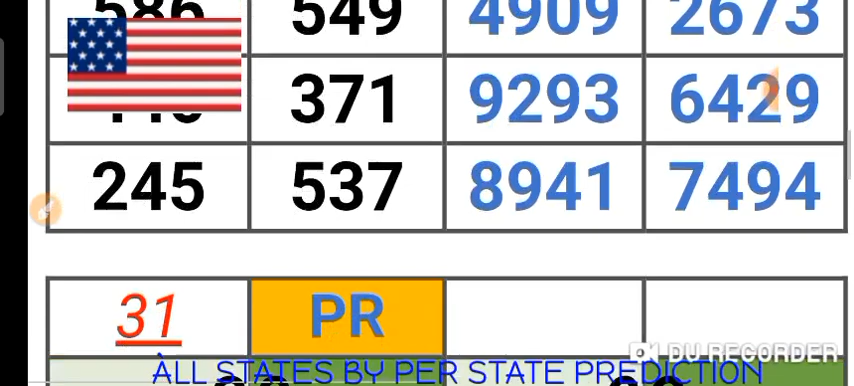 586 549 4909 2673
371 9293 6429
245 537 8941 7494
31 PR
DU RECORDER
ALL STATES BY PER STATE PREDICTION